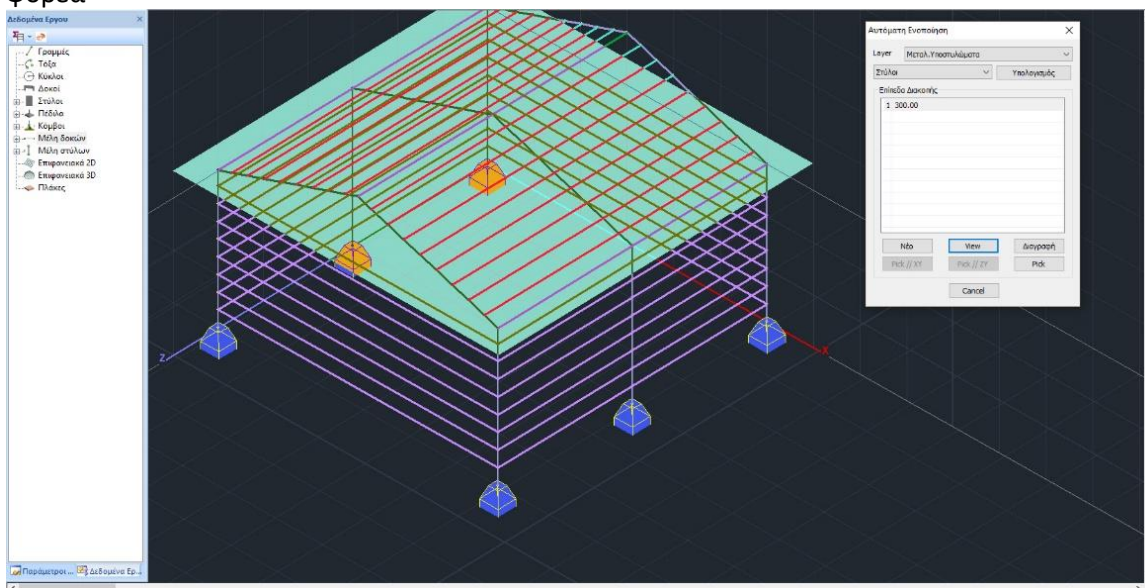 φορέα
Δεδομένα Εργου
Γραμμές
Τόξα
Κύκλοι
Δοκοί
Στύλοι
Πέδιλα
Κόμβοι
Μέλη δοκών
Μέλη στύλων
Επιφανειακά 2D
Επιφανειακά 3D
Πλάκες
Παράμετροι ... Δεδομένα Ερ...
Z
X
Αυτόματη Ενοποίηση
Layer Μεταλ.Υποστυλώματα
Στύλοι Υπολογισμός
Επίπεδα Διακοπής
1 300.00
Νέο View Διαγραφή
Pick // XY Pick // ZY Pick
Cancel